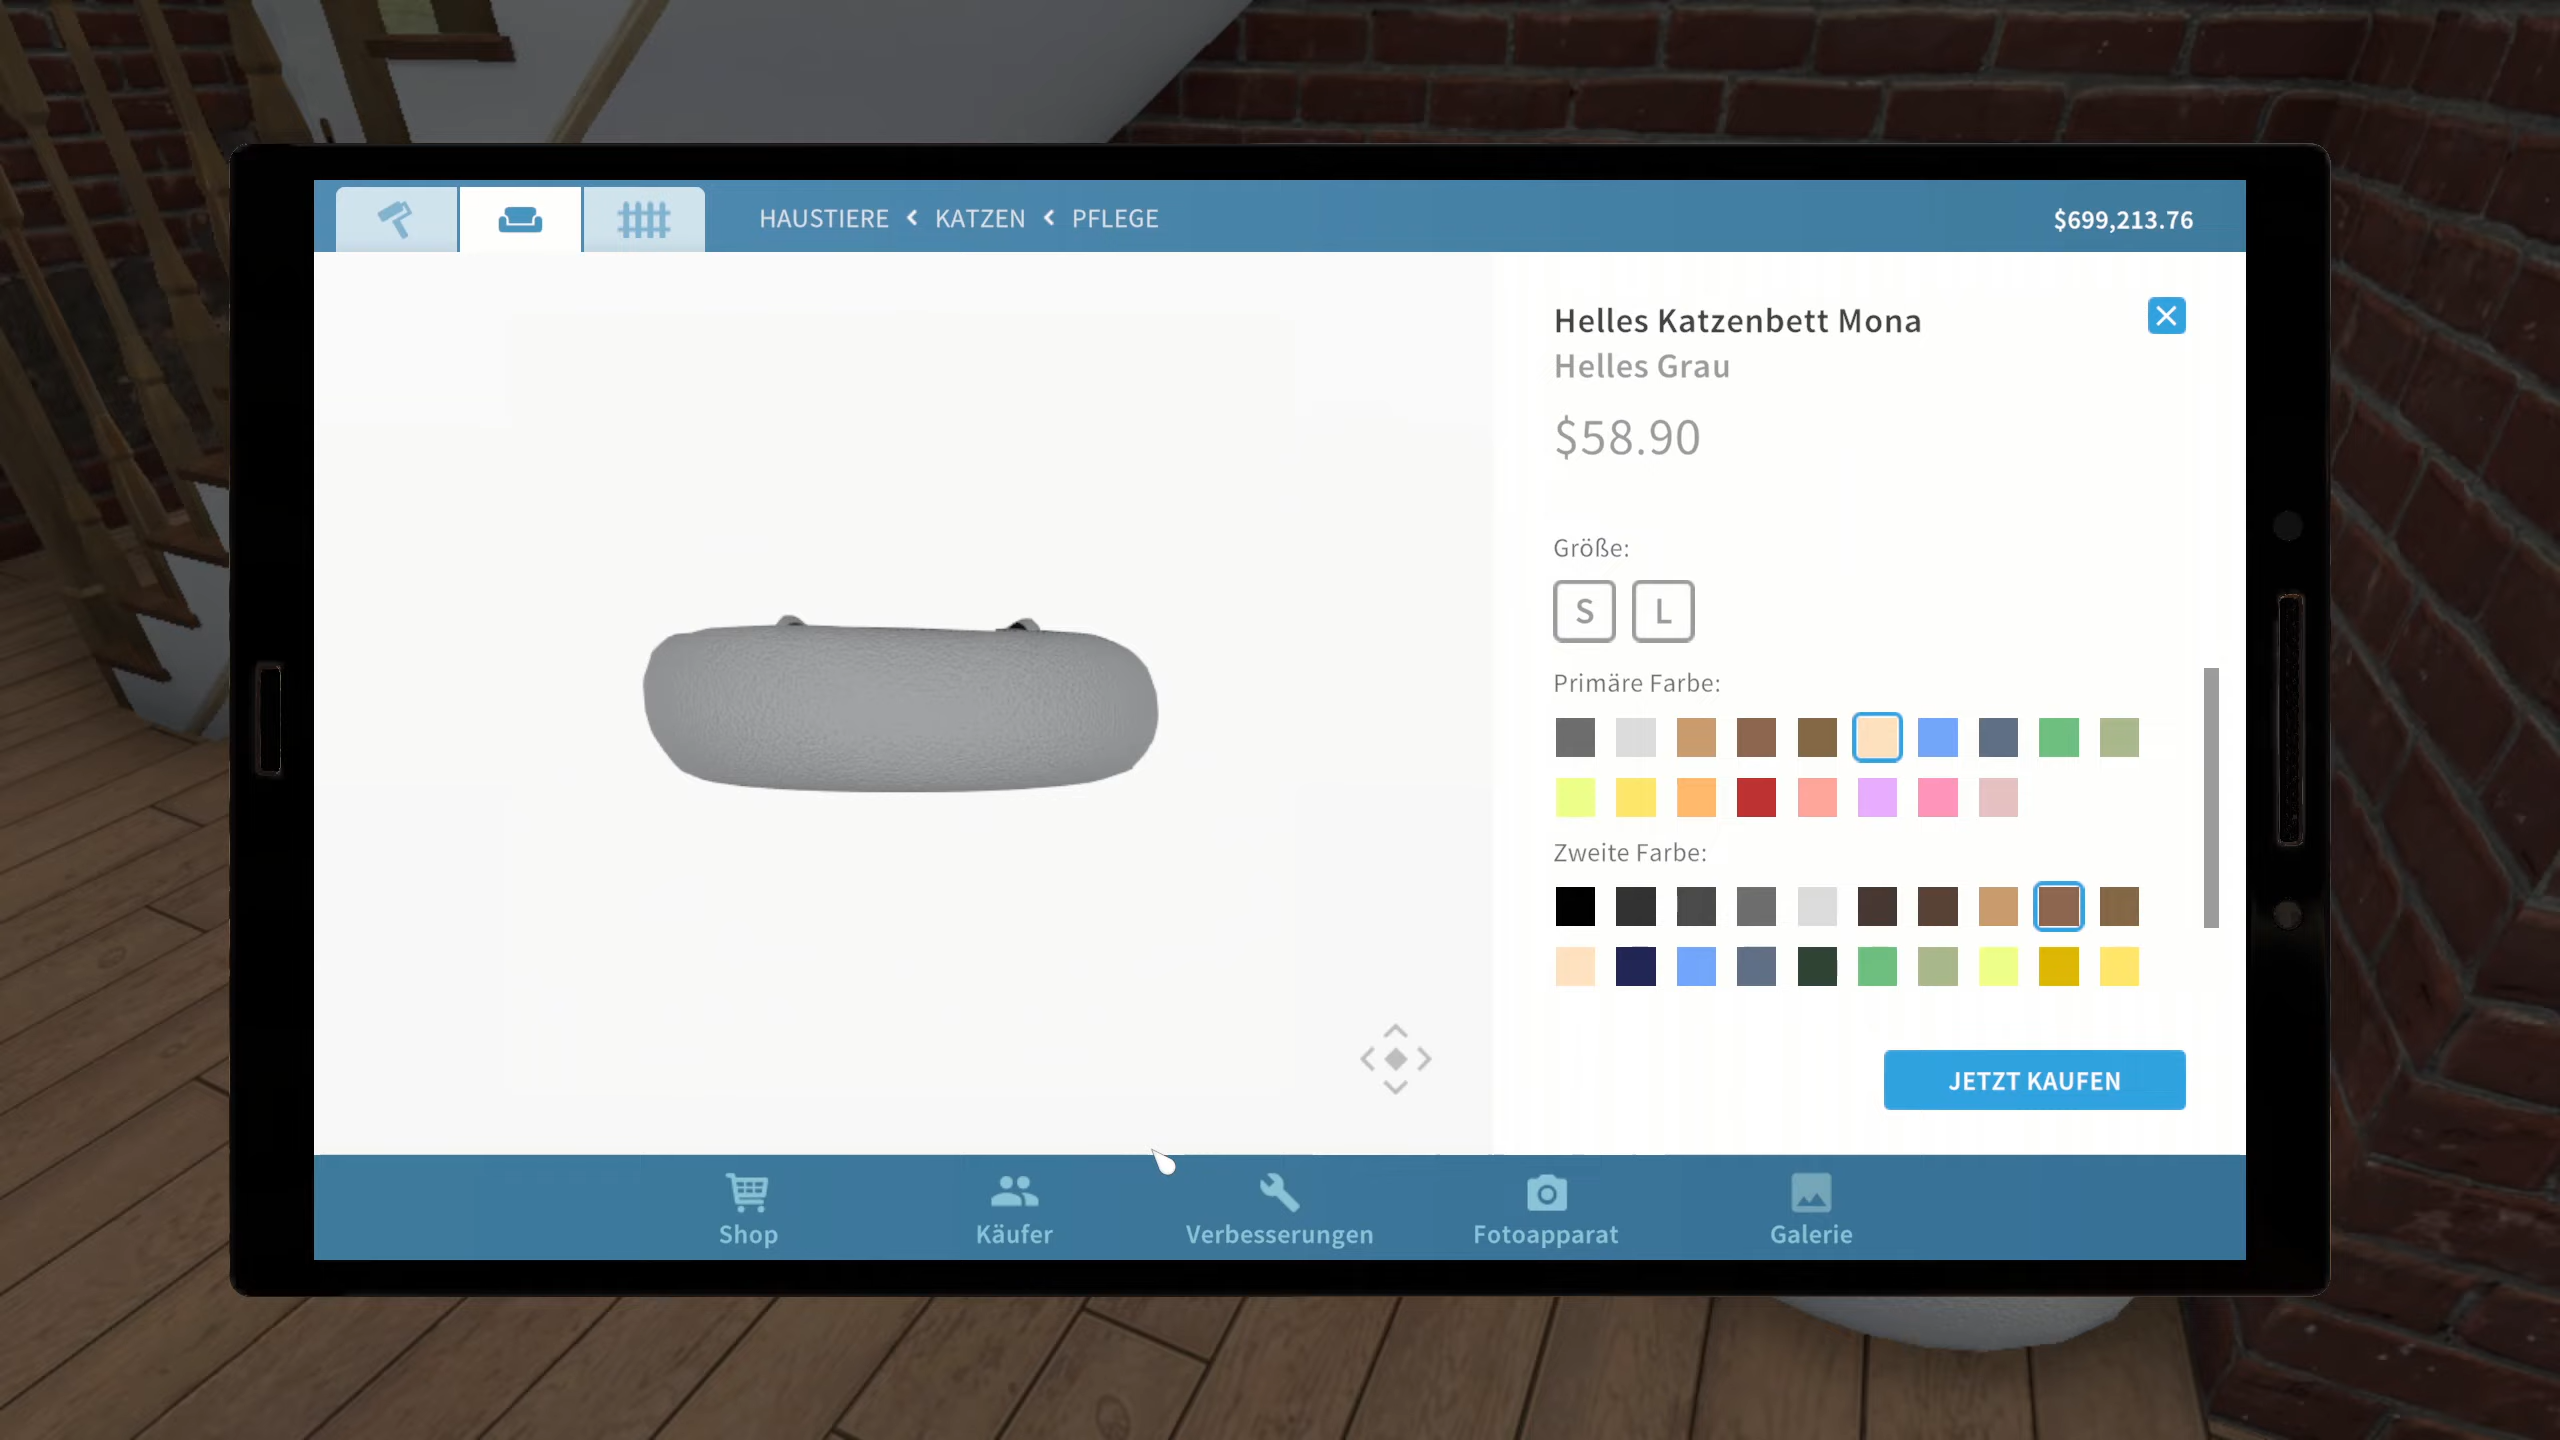 HAUSTIERE < KATZEN < PFLEGE
$699,213.76
Helles Katzenbett Mona
Helles Grau
$58.90
Größe:
S L
Primäre Farbe:
Zweite Farbe:
JETZT KAUFEN
Shop Käufer Verbesserungen Fotoapparat Galerie